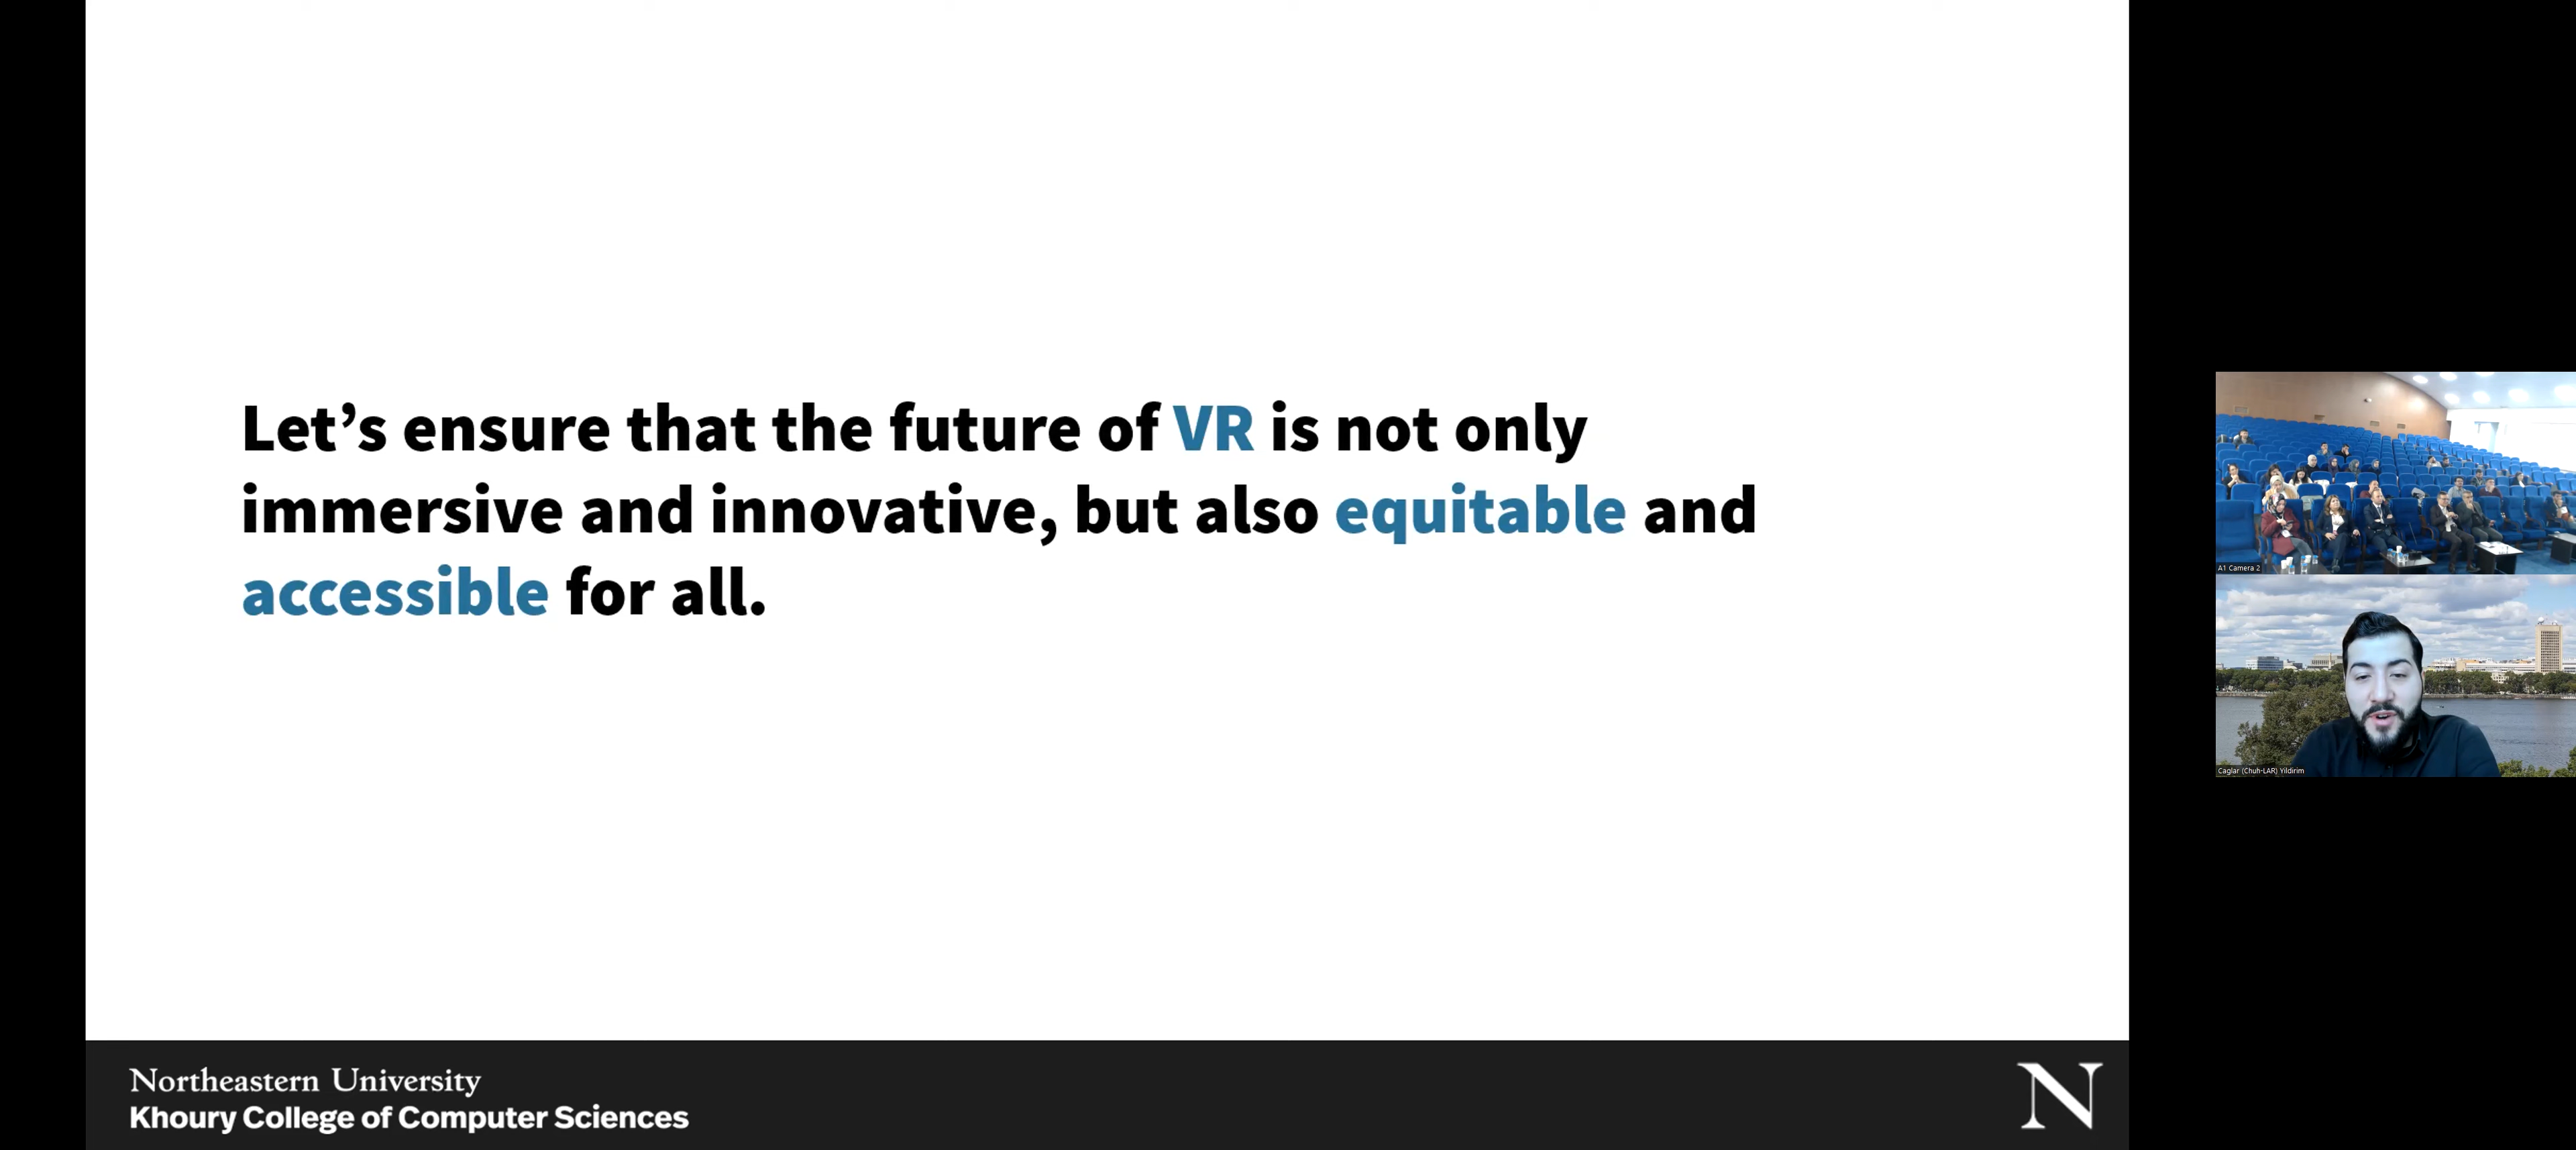 Let’s ensure that the future of VR is not only
immersive and innovative, but also equitable and
accessible for all.
A1 Camera 2
Caglar (Chuh-LAR) Yildirim
Northeastern University
Khoury College of Computer Sciences
N